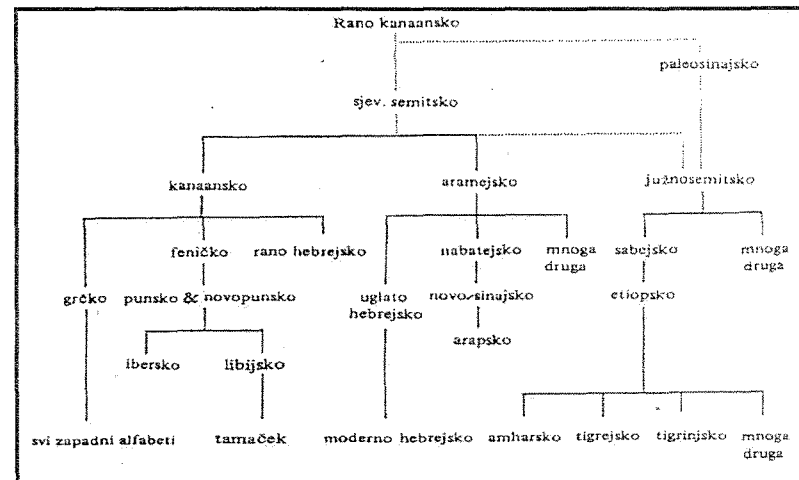 Rano kanaansko
paleosinajsko
sjev. semitsko
kanaansko aramejsko južnosemitsko
feničko rano hebrejsko nabatejsko mnoga druga sabejsko mnoga druga
grčko punsko & novopunsko uglato hebrejsko novo-sinajsko etiopsko
arapsko
ibersko libijsko
svi zapadni alfabeti tamaček moderno hebrejsko amharsko tigrejsko tigrinjsko mnoga druga